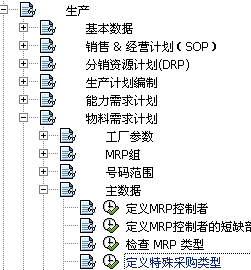 生产
基本数据
销售 & 经营计划（SOP）
分销资源计划(DRP)
生产计划编制
能力需求计划
物料需求计划
工厂参数
MRP组
号码范围
主数据
定义MRP控制者
定义MRP控制者的短缺部
检查 MRP 类型
定义特殊采购类型